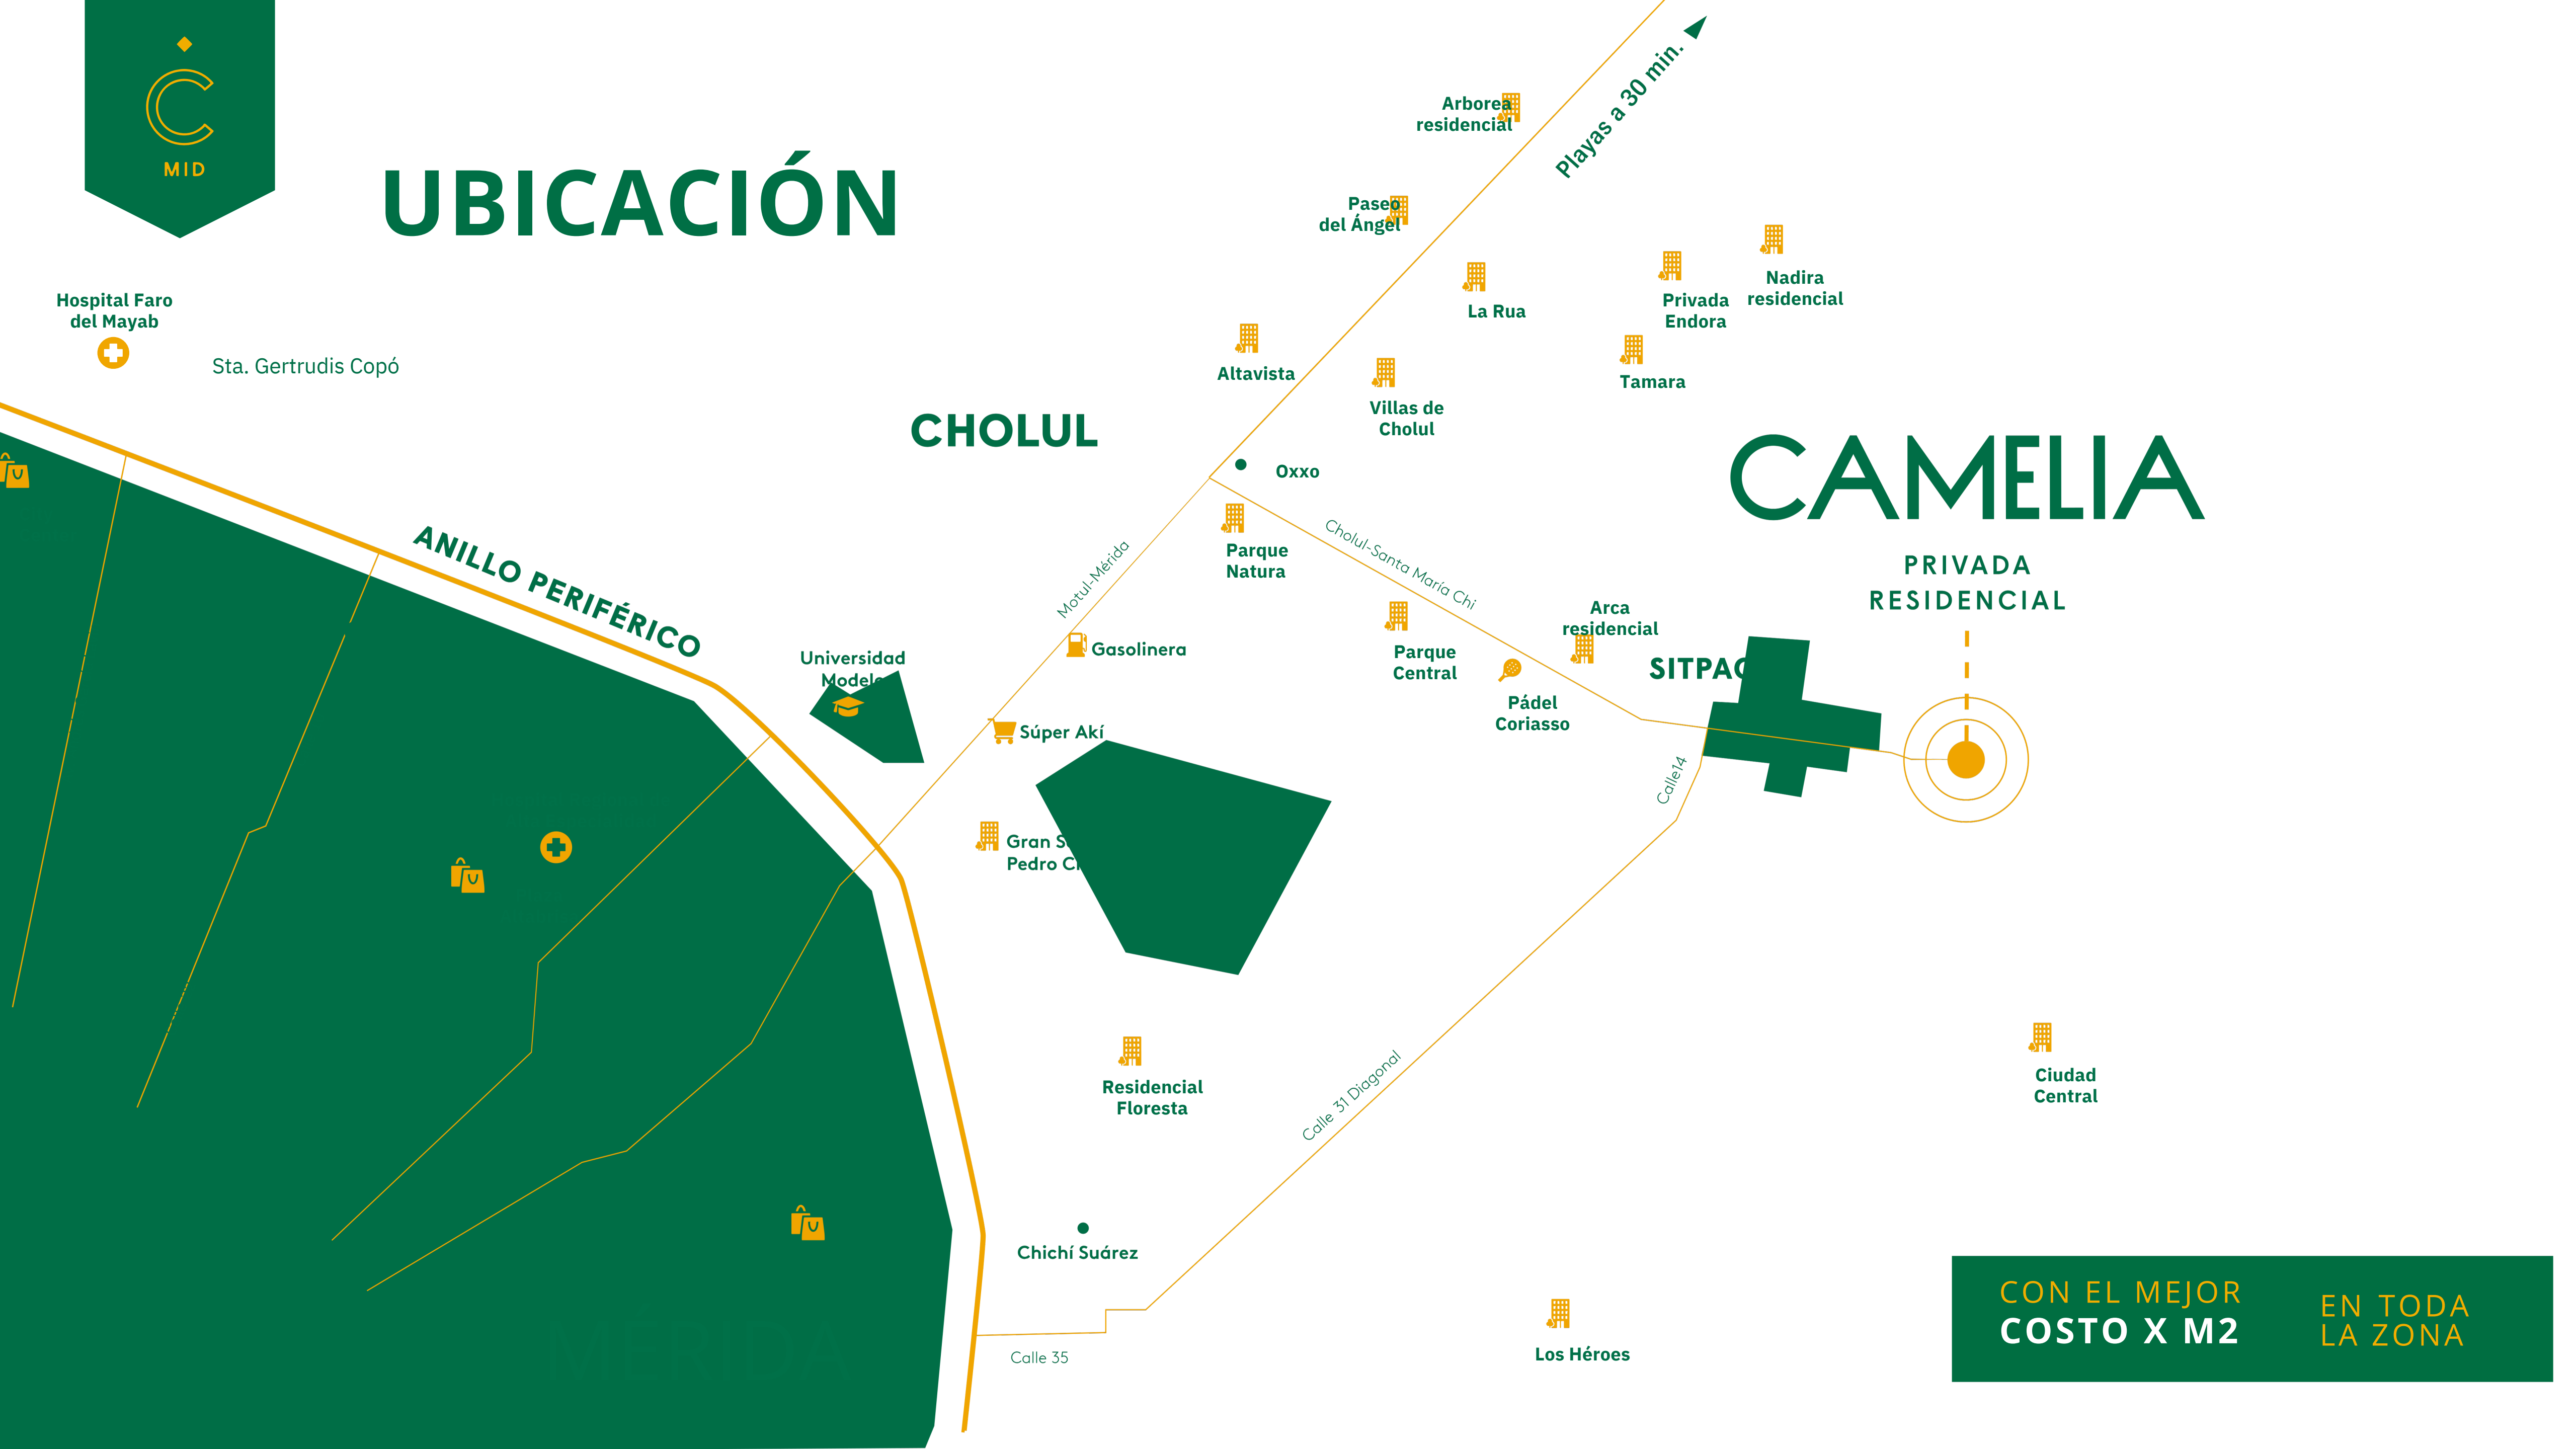 C
MID
UBICACIÓN
Playas a 30 min.
Arborea
residencial
Paseo
del Ángel
La Rua
Privada
Endora
Nadira
residencial
Tamara
Altavista
Villas de
Cholul
Hospital Faro
del Mayab
Sta. Gertrudis Copó
CHOLUL
Oxxo
CAMELIA
PRIVADA
RESIDENCIAL
ANILLO PERIFÉRICO
Motul-Mérida
Parque
Natura
Cholul-Santa María Chi
Arca
residencial
Parque
Central
Pádel
Coriasso
Universidad
Gasolinera
Súper Akí
Gran
Pedro
Calle14
Residencial
Floresta
Calle 31 Diagonal
Ciudad
Central
Chichí Suárez
Calle 35
Los Héroes
CON EL MEJOR
COSTO X M2
EN TODA
LA ZONA